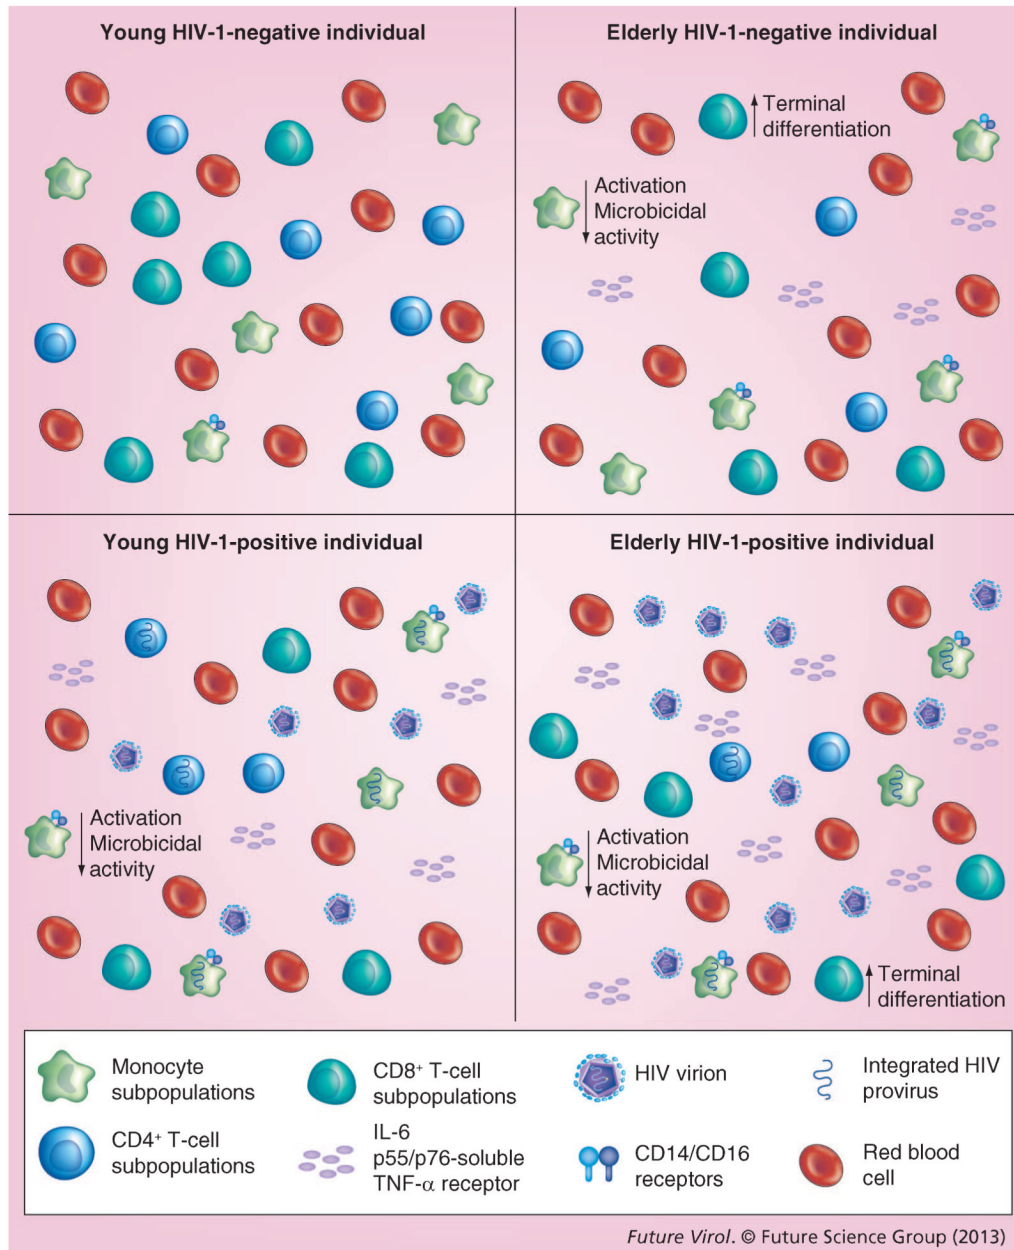 Young HIV-1-negative individual
Elderly HIV-1-negative individual
Terminal
differentiation
Activation
Microbicidal
activity
Young HIV-1-positive individual
Elderly HIV-1-positive individual
Activation
Microbicidal
activity
Activation
Microbicidal
activity
Terminal
differentiation
Monocyte
subpopulations
CD8⁺ T-cell
subpopulations
HIV virion
Integrated HIV
provirus
CD4⁺ T-cell
subpopulations
IL-6
p55/p76-soluble
TNF-α receptor
CD14/CD16
receptors
Red blood
cell
Future Virol. © Future Science Group (2013)